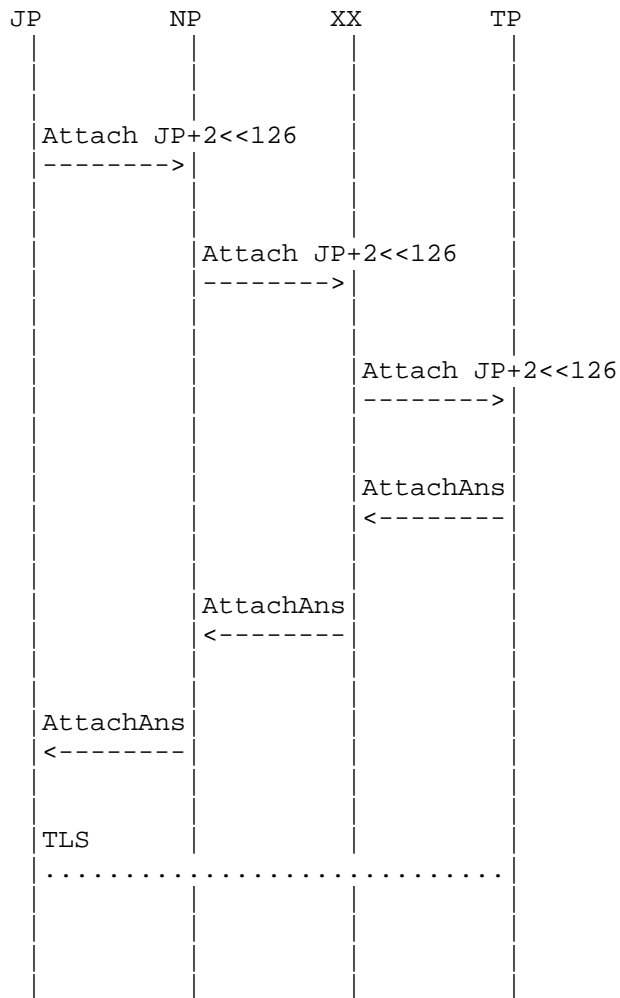 JP NP XX TP
Attach JP+2<<126
-------->
Attach JP+2<<126
-------->
Attach JP+2<<126
-------->
AttachAns
<--------
AttachAns
<--------
AttachAns
<--------
TLS
..............................